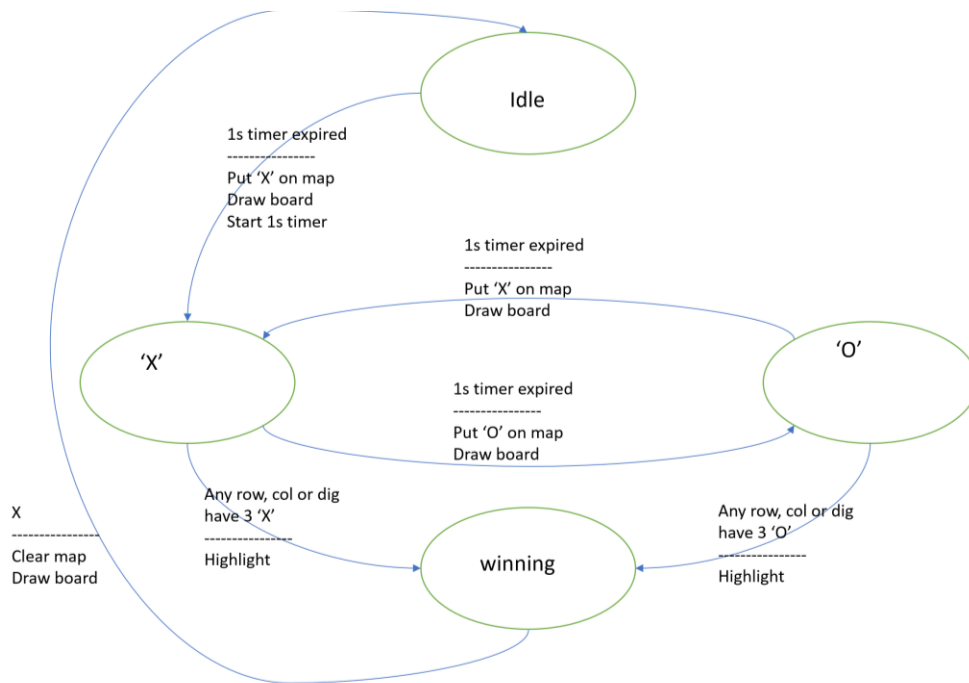 Idle
1s timer expired
----------------
Put ‘X’ on map
Draw board
Start 1s timer
1s timer expired
----------------
Put ‘X’ on map
Draw board
‘X’
‘O’
1s timer expired
----------------
Put ‘O’ on map
Draw board
Any row, col or dig
have 3 ‘X’
----------------
Highlight
Any row, col or dig
have 3 ‘O’
----------------
Highlight
X
----------------
Clear map
Draw board
winning